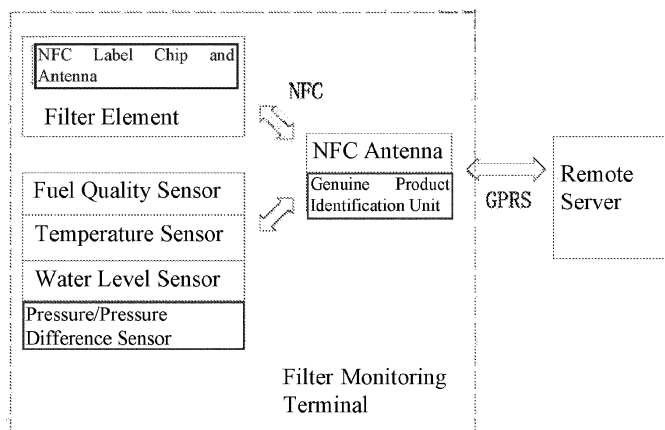 NFC Label Chip and
Antenna
Filter Element
NFC
NFC Antenna
Genuine Product
Identification Unit
Fuel Quality Sensor
Temperature Sensor
Water Level Sensor
Pressure/Pressure
Difference Sensor
GPRS
Remote
Server
Filter Monitoring
Terminal